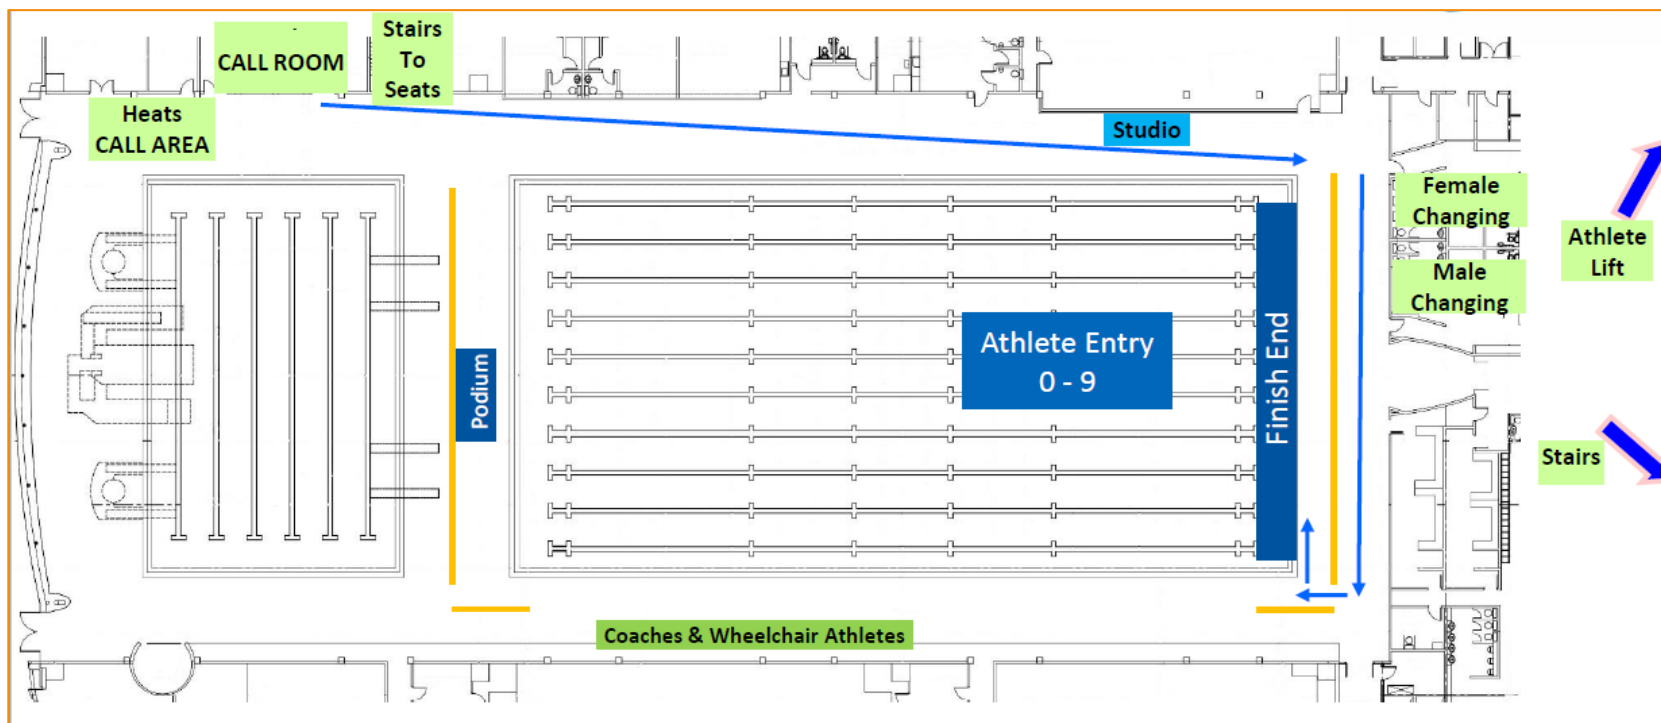 CALL ROOM
Stairs
To
Seats
Heats
CALL AREA
Studio
Female
Changing
Male
Changing
Athlete
Lift
Athlete Entry
0 - 9
Finish End
Podium
Stairs
Coaches & Wheelchair Athletes